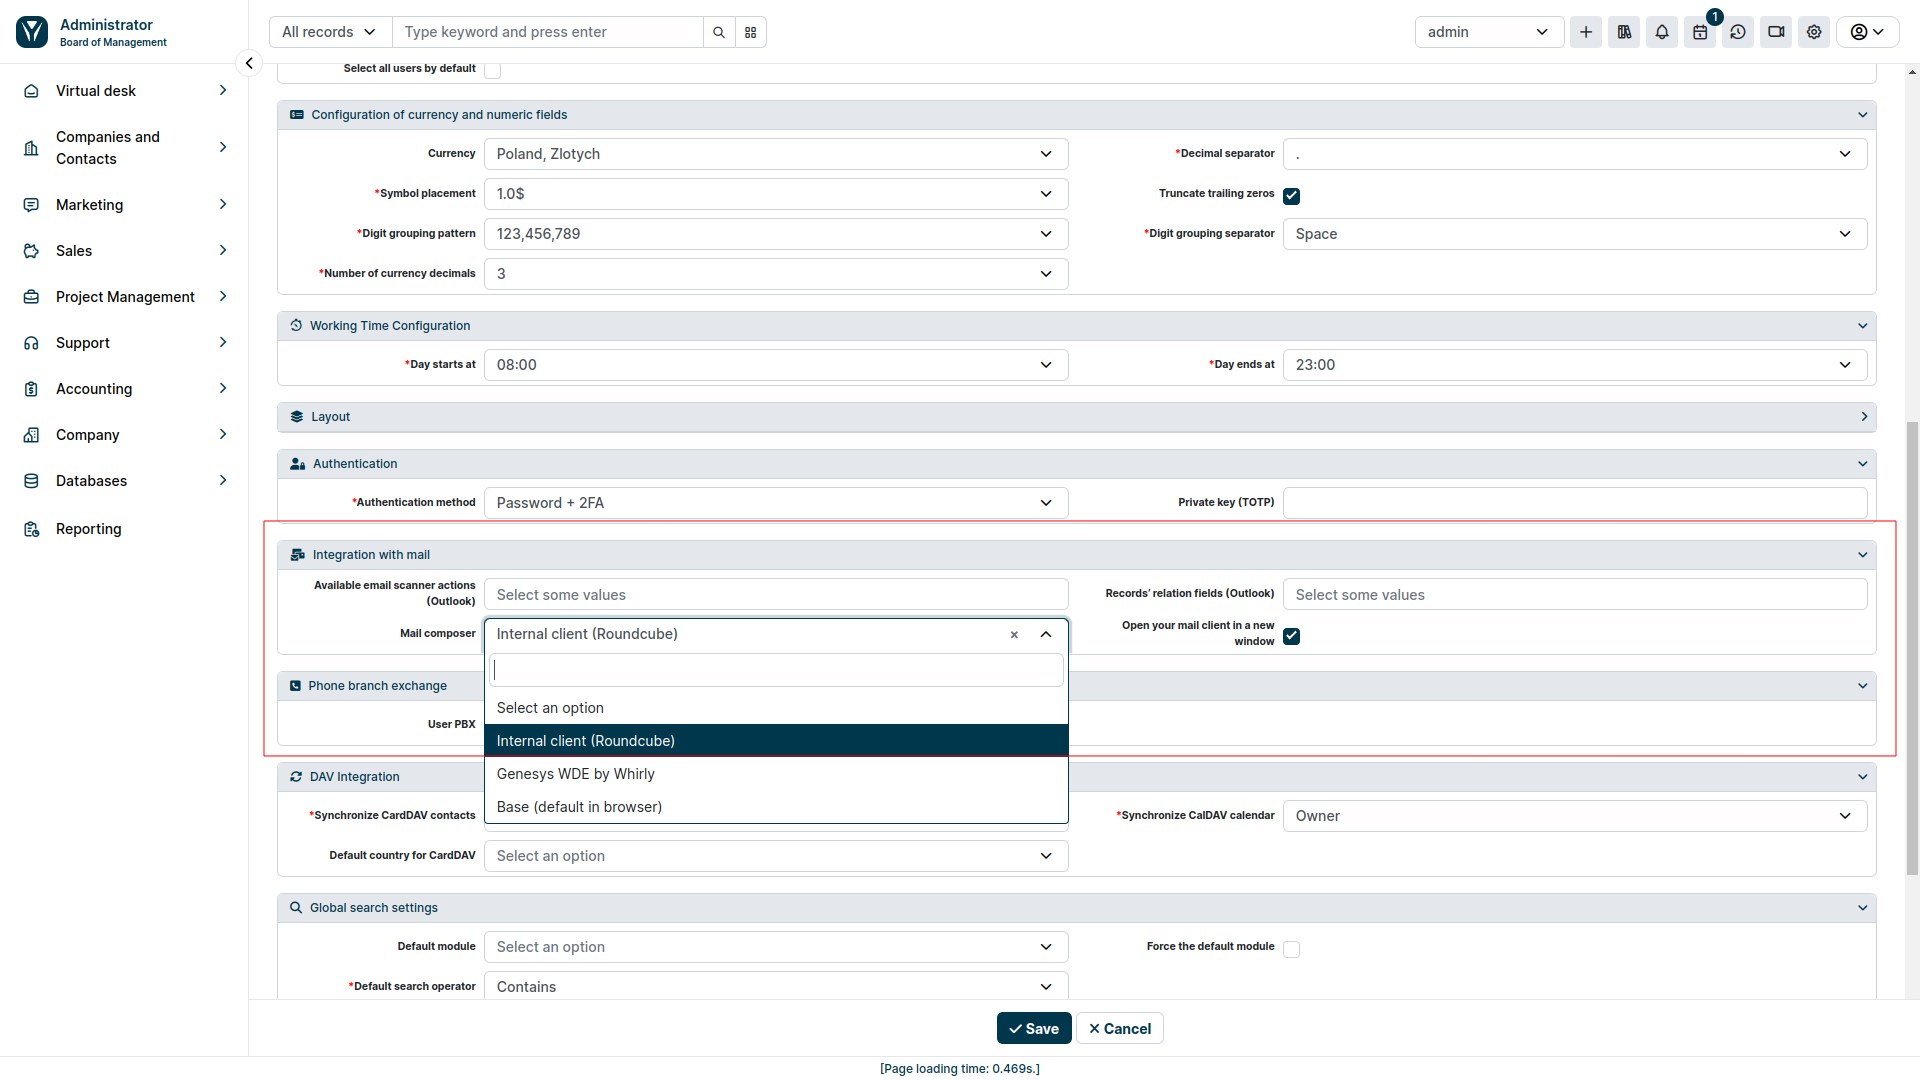 Administrator
Board of Management
All records
Type keyword and press enter
admin
1
Virtual desk
Companies and
Contacts
Marketing
Sales
Project Management
Support
Accounting
Company
Databases
Reporting
Select all users by default
Configuration of currency and numeric fields
Currency
Poland, Zlotych
*Decimal separator
.
*Symbol placement
1.0$
Truncate trailing zeros
*Digit grouping pattern
123,456,789
*Digit grouping separator
Space
*Number of currency decimals
3
Working Time Configuration
*Day starts at
08:00
*Day ends at
23:00
Layout
Authentication
*Authentication method
Password + 2FA
Private key (TOTP)
Integration with mail
Available email scanner actions
(Outlook)
Select some values
Records' relation fields (Outlook)
Select some values
Mail composer
Internal client (Roundcube)
×
Open your mail client in a new
window
Select an option
Internal client (Roundcube)
Genesys WDE by Whirly
Base (default in browser)
Phone branch exchange
User PBX
DAV Integration
*Synchronize CardDAV contacts
*Synchronize CalDAV calendar
Owner
Default country for CardDAV
Select an option
Global search settings
Default module
Select an option
Force the default module
*Default search operator
Contains
Save
Cancel
[Page loading time: 0.469s.]